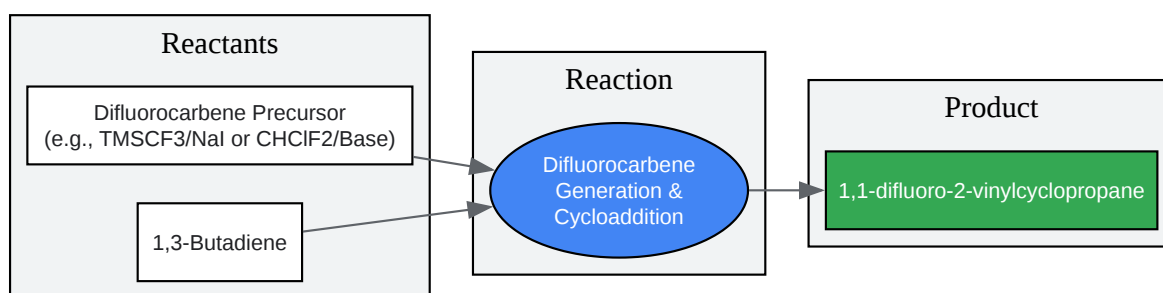 Reactants
Difluorocarbene Precursor
(e.g., TMSCF3/NaI or CHClF2/Base)
1,3-Butadiene
Reaction
Difluorocarbene
Generation &
Cycloaddition
Product
1,1-difluoro-2-vinylcyclopropane